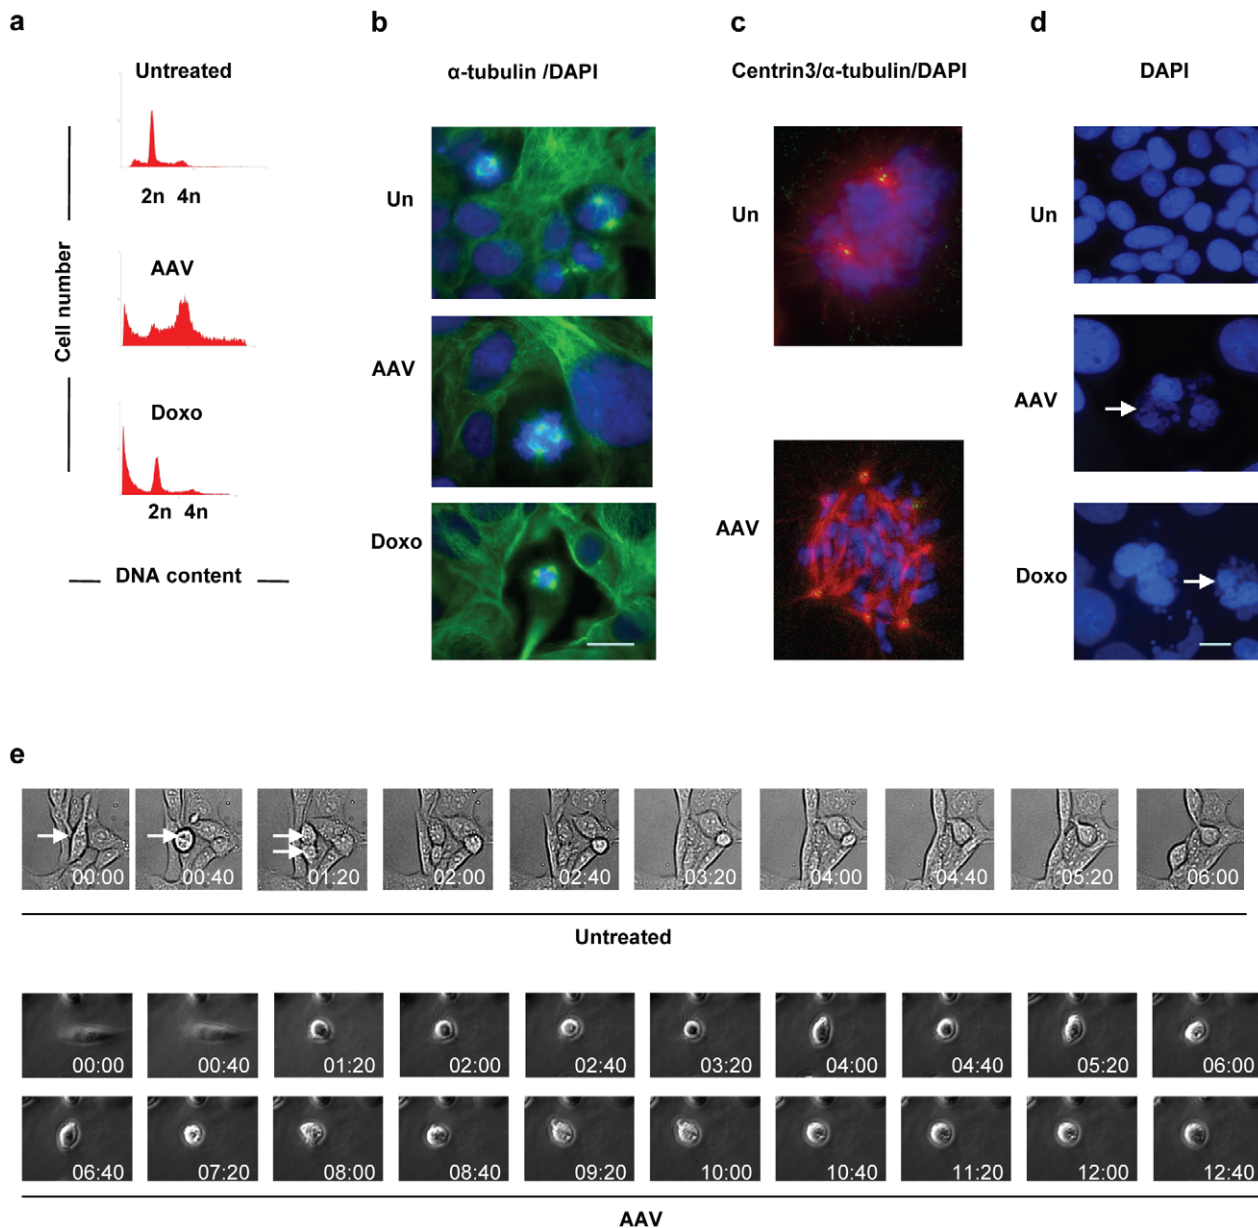 a
Untreated
2n 4n
AAV
Doxo
2n 4n
Cell number
DNA content
b
α-tubulin /DAPI
Un
AAV
Doxo
c
Centrin3/α-tubulin/DAPI
Un
AAV
d
DAPI
Un
AAV
Doxo
e
00:00 00:40 01:20 02:00 02:40 03:20 04:00 04:40 05:20 06:00
Untreated
00:00 00:40 01:20 02:00 02:40 03:20 04:00 04:40 05:20 06:00
06:40 07:20 08:00 08:40 09:20 10:00 10:40 11:20 12:00 12:40
AAV